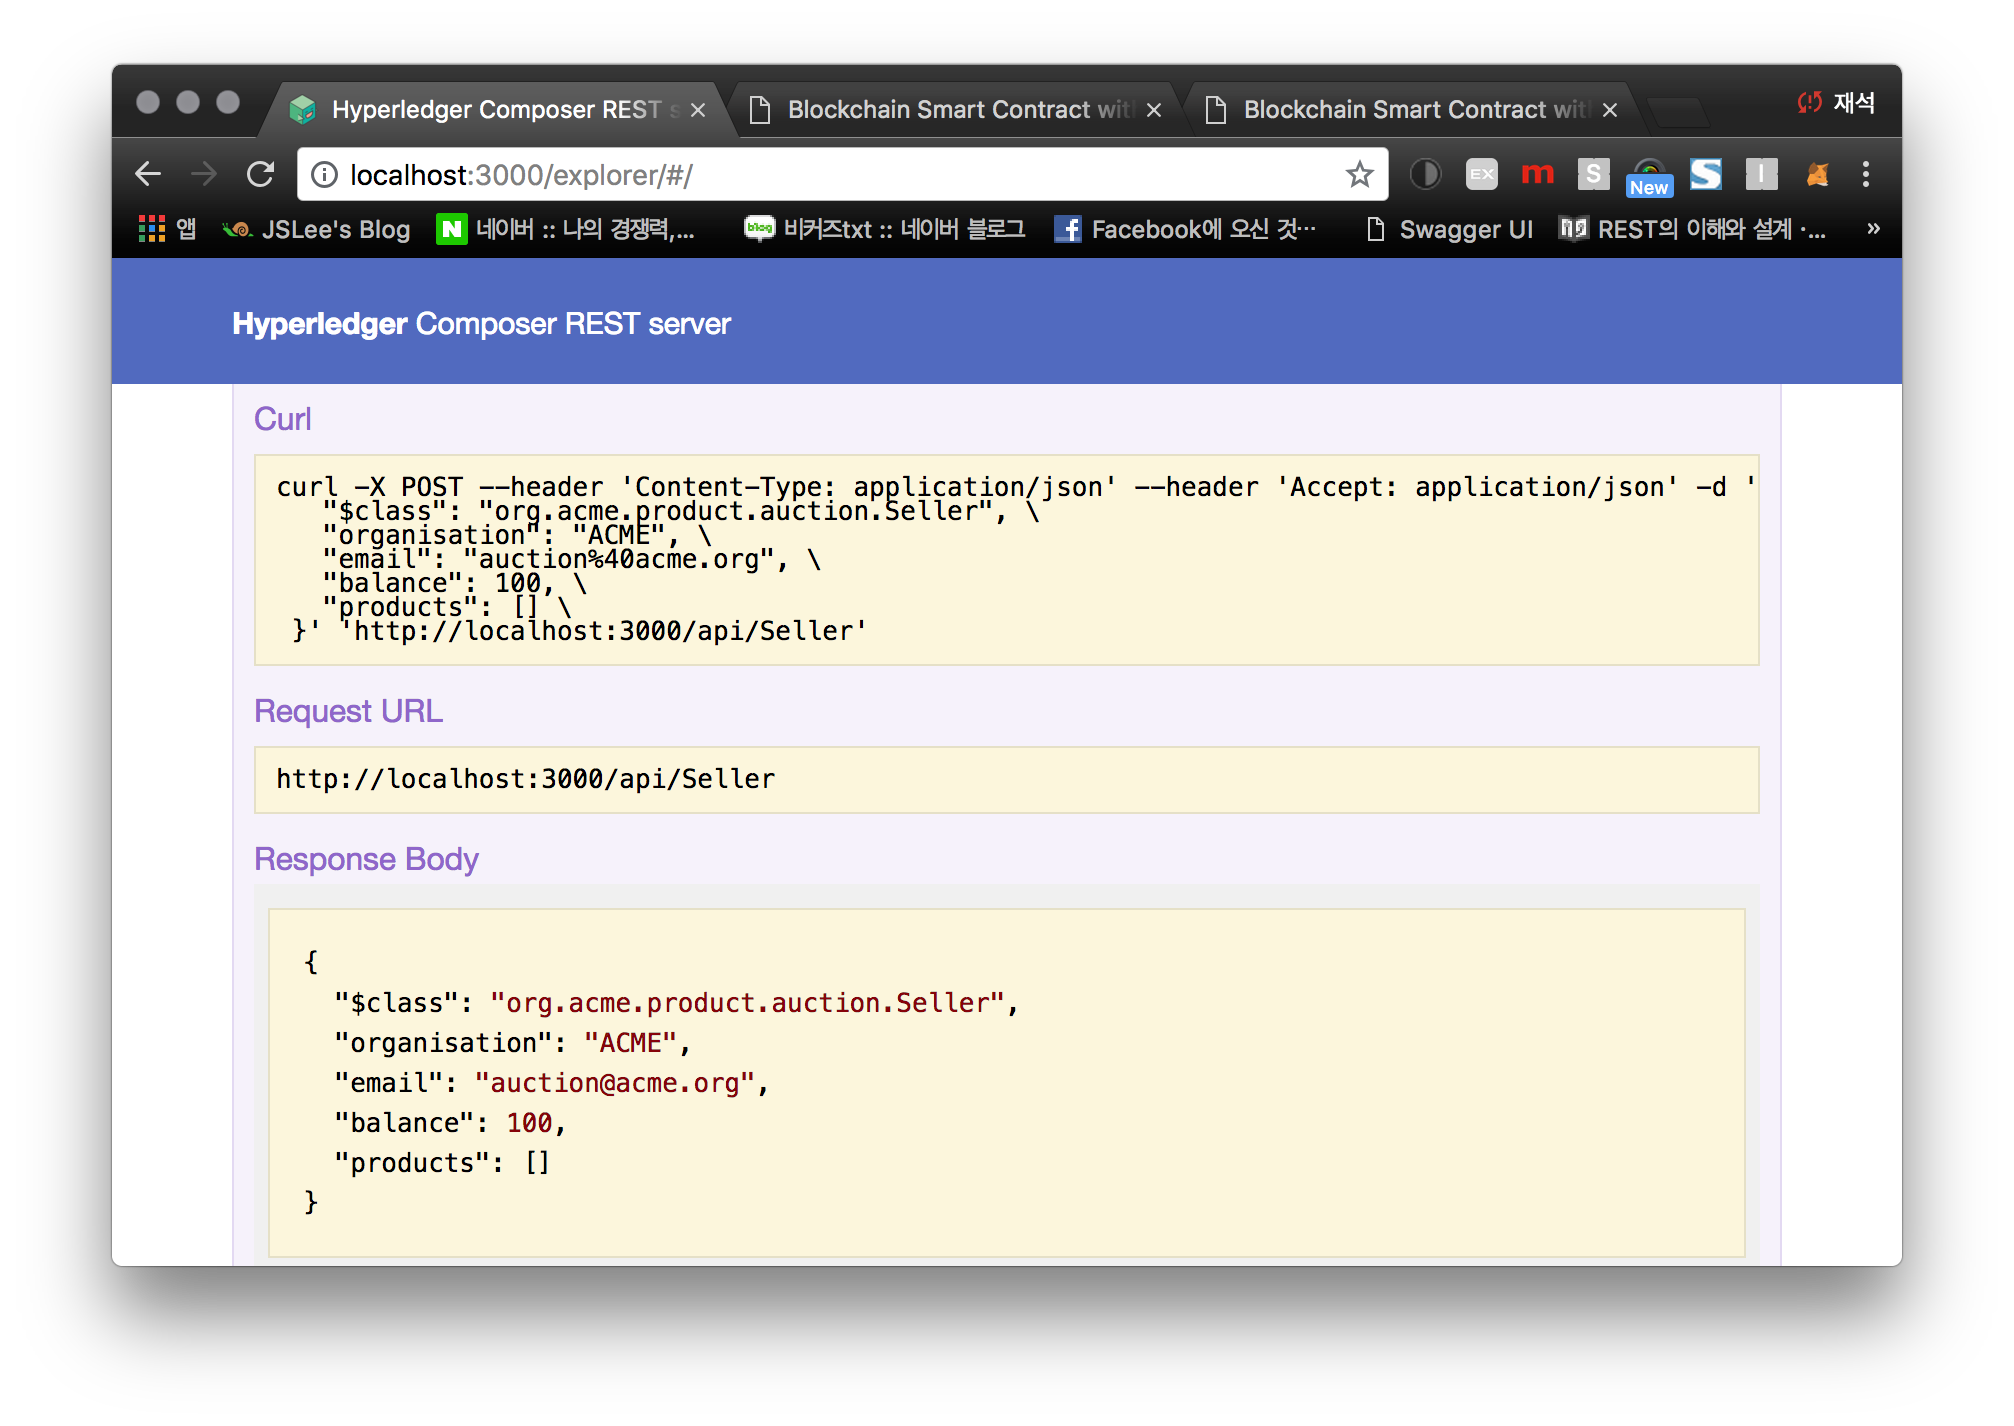 Hyperledger Composer REST s
Blockchain Smart Contract with
Blockchain Smart Contract with
재석
localhost:3000/explorer/#/
EX
m
S
New
S
I
앱
JSLee's Blog
N
네이버 :: 나의 경쟁력,...
blog
비커즈txt :: 네이버 블로그
f
Facebook에 오신 것…
Swagger UI
REST의 이해와 설계 ·...
»
Hyperledger Composer REST server
Curl
curl -X POST --header 'Content-Type: application/json' --header 'Accept: application/json' -d '
"$class": "org.acme.product.auction.Seller", \
"organisation": "ACME", \
"email": "auction%40acme.org", \
"balance": 100, \
"products": [] \
}' 'http://localhost:3000/api/Seller'
Request URL
http://localhost:3000/api/Seller
Response Body
{
"$class": "org.acme.product.auction.Seller",
"organisation": "ACME",
"email": "auction@acme.org",
"balance": 100,
"products": []
}